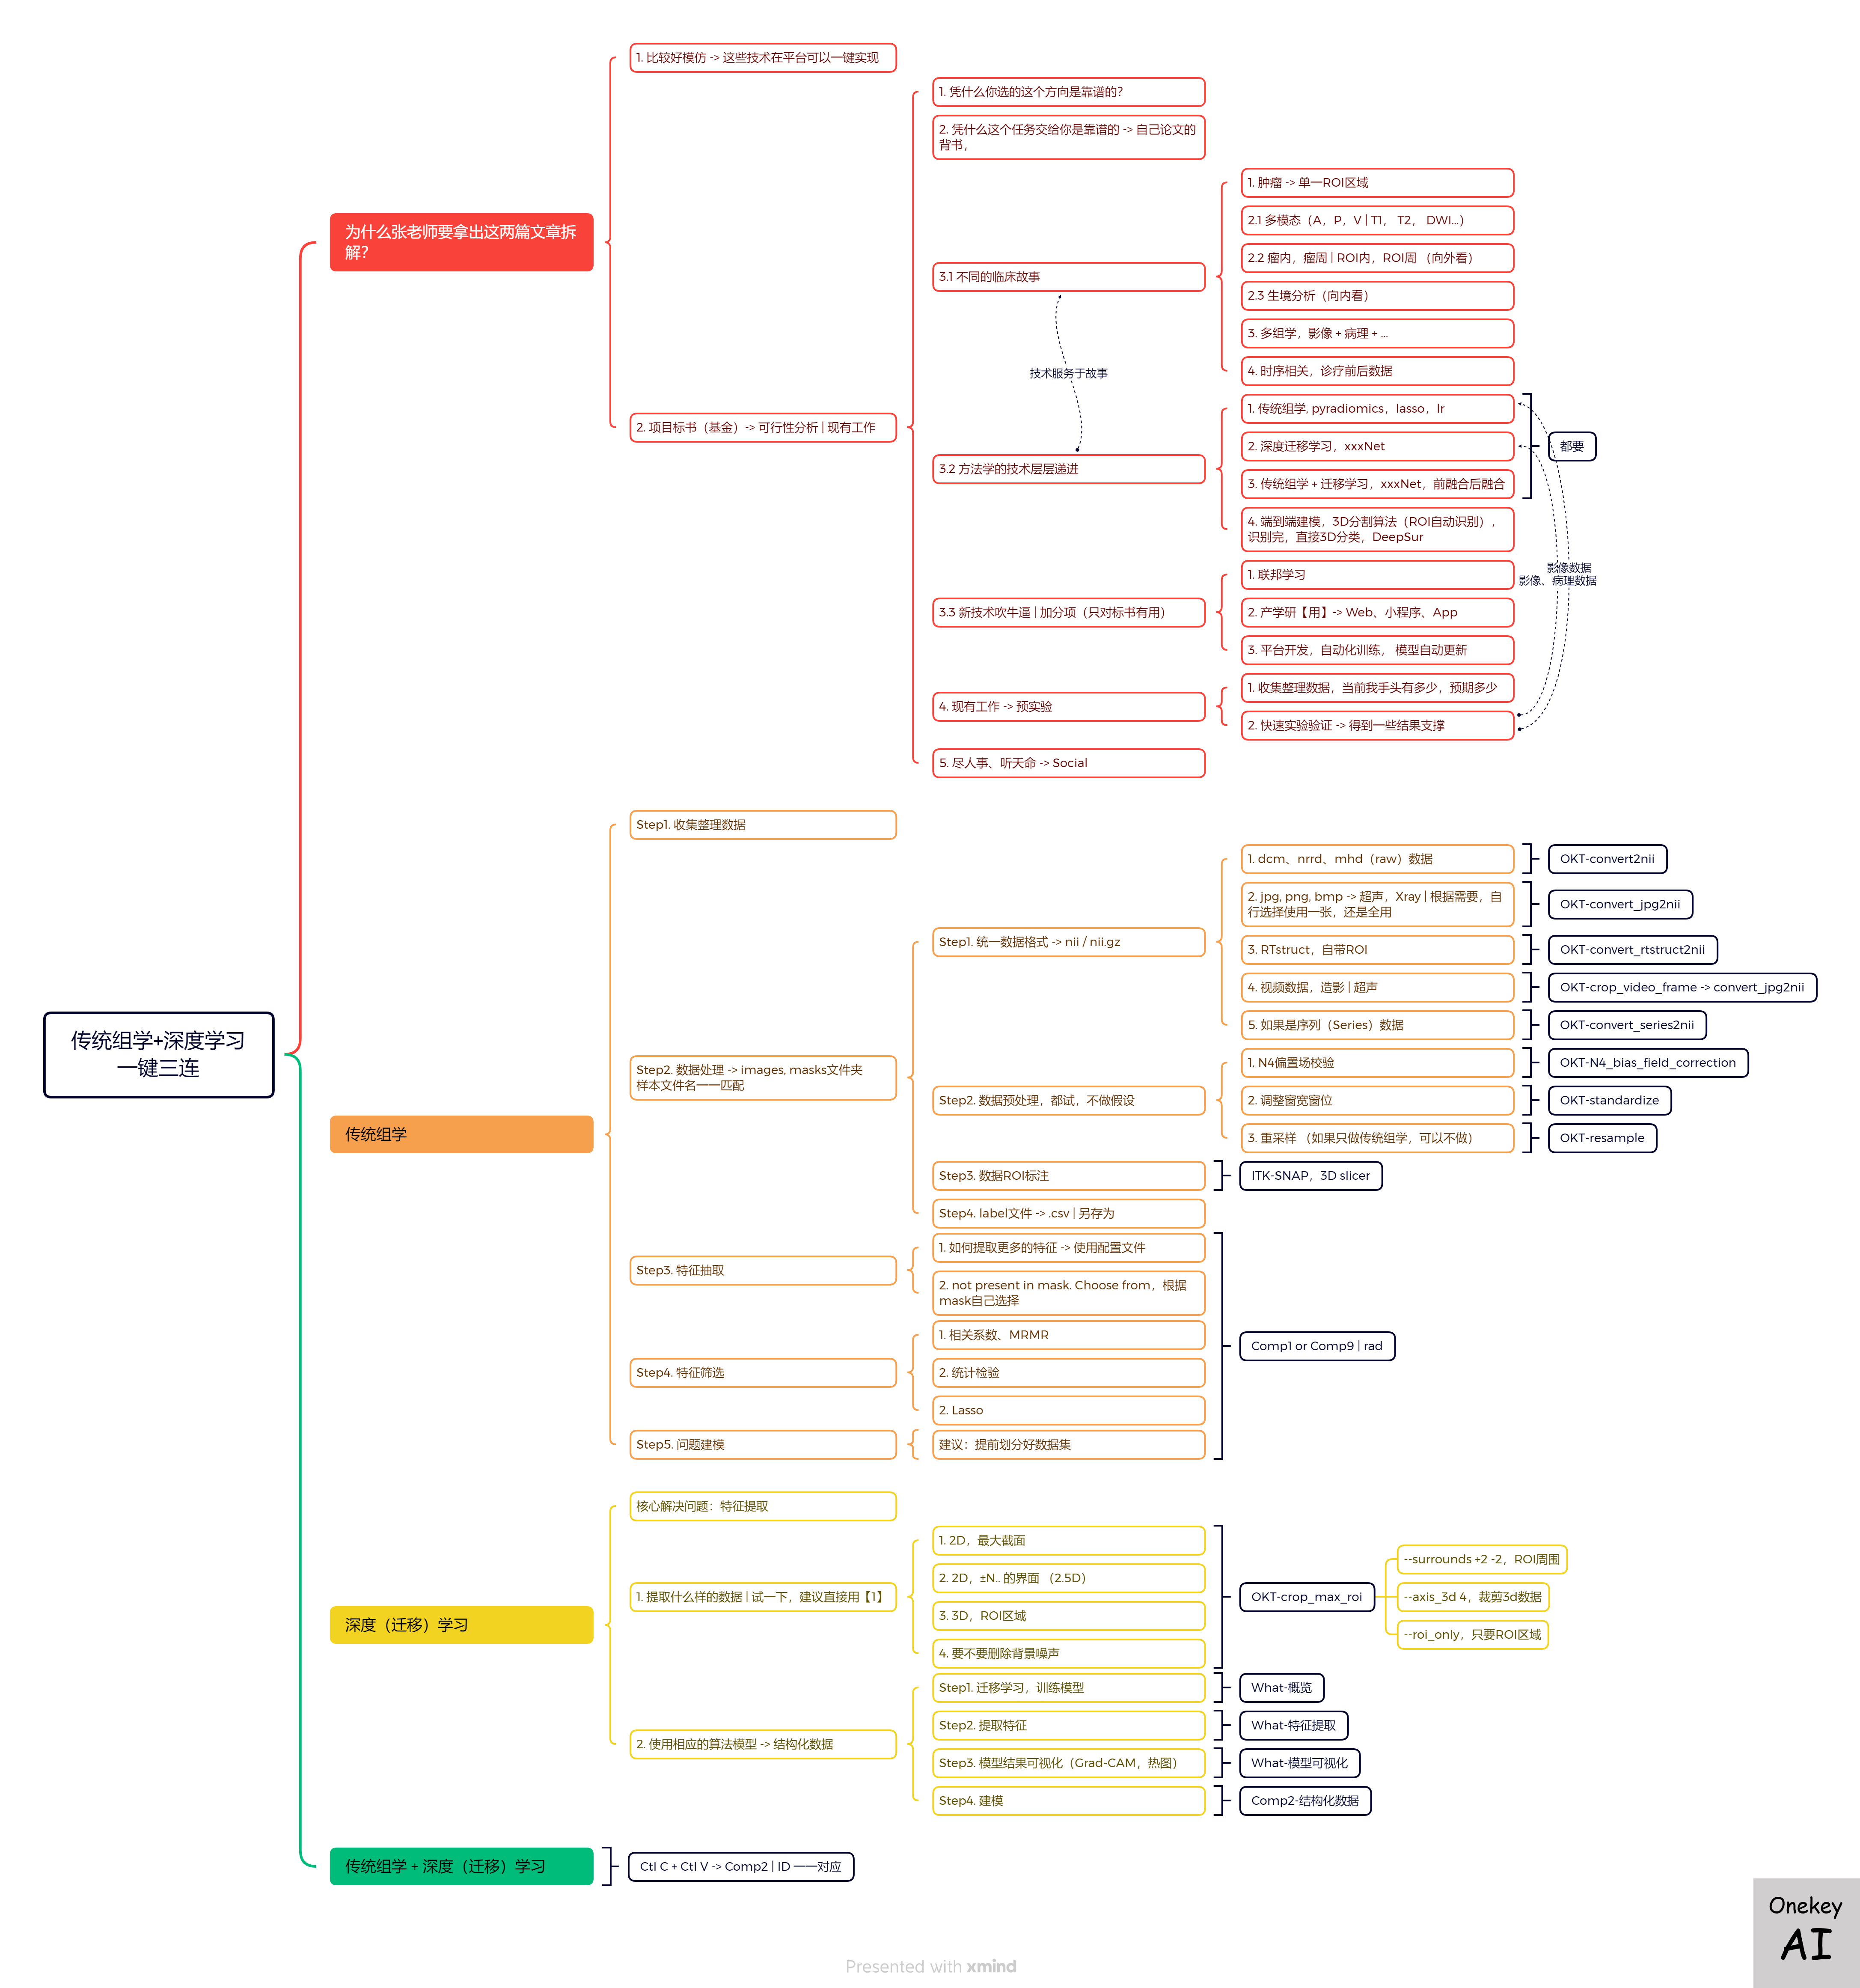 传统组学+深度学习
一键三连
为什么张老师要拿出这两篇文章拆
解？
1. 比较好模仿 -> 这些技术在平台可以一键实现
2. 项目标书（基金）-> 可行性分析 | 现有工作
1. 凭什么你选的这个方向是靠谱的？
2. 凭什么这个任务交给你是靠谱的 -> 自己论文的
背书，
3.1 不同的临床故事
1. 肿瘤 -> 单一ROI区域
2.1 多模态（A，P，V | T1， T2， DWI...）
2.2 瘤内，瘤周 | ROI内，ROI周 （向外看）
2.3 生境分析（向内看）
3. 多组学，影像 + 病理 + ...
4. 时序相关，诊疗前后数据
技术服务于故事
3.2 方法学的技术层层递进
1. 传统组学, pyradiomics，lasso，lr
2. 深度迁移学习，xxxNet
3. 传统组学 + 迁移学习，xxxNet，前融合后融合
都要
4. 端到端建模，3D分割算法（ROI自动识别），
识别完，直接3D分类，DeepSur
影像数据
影像、病理数据
3.3 新技术吹牛逼 | 加分项（只对标书有用）
1. 联邦学习
2. 产学研【用】-> Web、小程序、App
3. 平台开发，自动化训练， 模型自动更新
4. 现有工作 -> 预实验
1. 收集整理数据，当前我手头有多少，预期多少
2. 快速实验验证 -> 得到一些结果支撑
5. 尽人事、听天命 -> Social
传统组学
Step1. 收集整理数据
Step2. 数据处理 -> images, masks文件夹
样本文件名一一匹配
Step1. 统一数据格式 -> nii / nii.gz
1. dcm、nrrd、mhd（raw）数据
OKT-convert2nii
2. jpg, png, bmp -> 超声，Xray | 根据需要，自
行选择使用一张，还是全用
OKT-convert_jpg2nii
3. RTstruct，自带ROI
OKT-convert_rtstruct2nii
4. 视频数据，造影 | 超声
OKT-crop_video_frame -> convert_jpg2nii
5. 如果是序列（Series）数据
OKT-convert_series2nii
Step2. 数据预处理，都试，不做假设
1. N4偏置场校验
OKT-N4_bias_field_correction
2. 调整窗宽窗位
OKT-standardize
3. 重采样 （如果只做传统组学，可以不做）
OKT-resample
Step3. 数据ROI标注
ITK-SNAP，3D slicer
Step4. label文件 -> .csv | 另存为
Step3. 特征抽取
1. 如何提取更多的特征 -> 使用配置文件
2. not present in mask. Choose from，根据
mask自己选择
Step4. 特征筛选
1. 相关系数、MRMR
2. 统计检验
2. Lasso
Step5. 问题建模
建议：提前划分好数据集
Comp1 or Comp9 | rad
深度（迁移）学习
核心解决问题：特征提取
1. 提取什么样的数据 | 试一下，建议直接用【1】
1. 2D，最大截面
2. 2D，±N.. 的界面 （2.5D）
3. 3D，ROI区域
4. 要不要删除背景噪声
OKT-crop_max_roi
--surrounds +2 -2，ROI周围
--axis_3d 4，裁剪3d数据
--roi_only，只要ROI区域
2. 使用相应的算法模型 -> 结构化数据
Step1. 迁移学习，训练模型
What-概览
Step2. 提取特征
What-特征提取
Step3. 模型结果可视化（Grad-CAM，热图）
What-模型可视化
Step4. 建模
Comp2-结构化数据
传统组学 + 深度（迁移）学习
Ctl C + Ctl V -> Comp2 | ID 一一对应
Onekey
AI
Presented with xmind